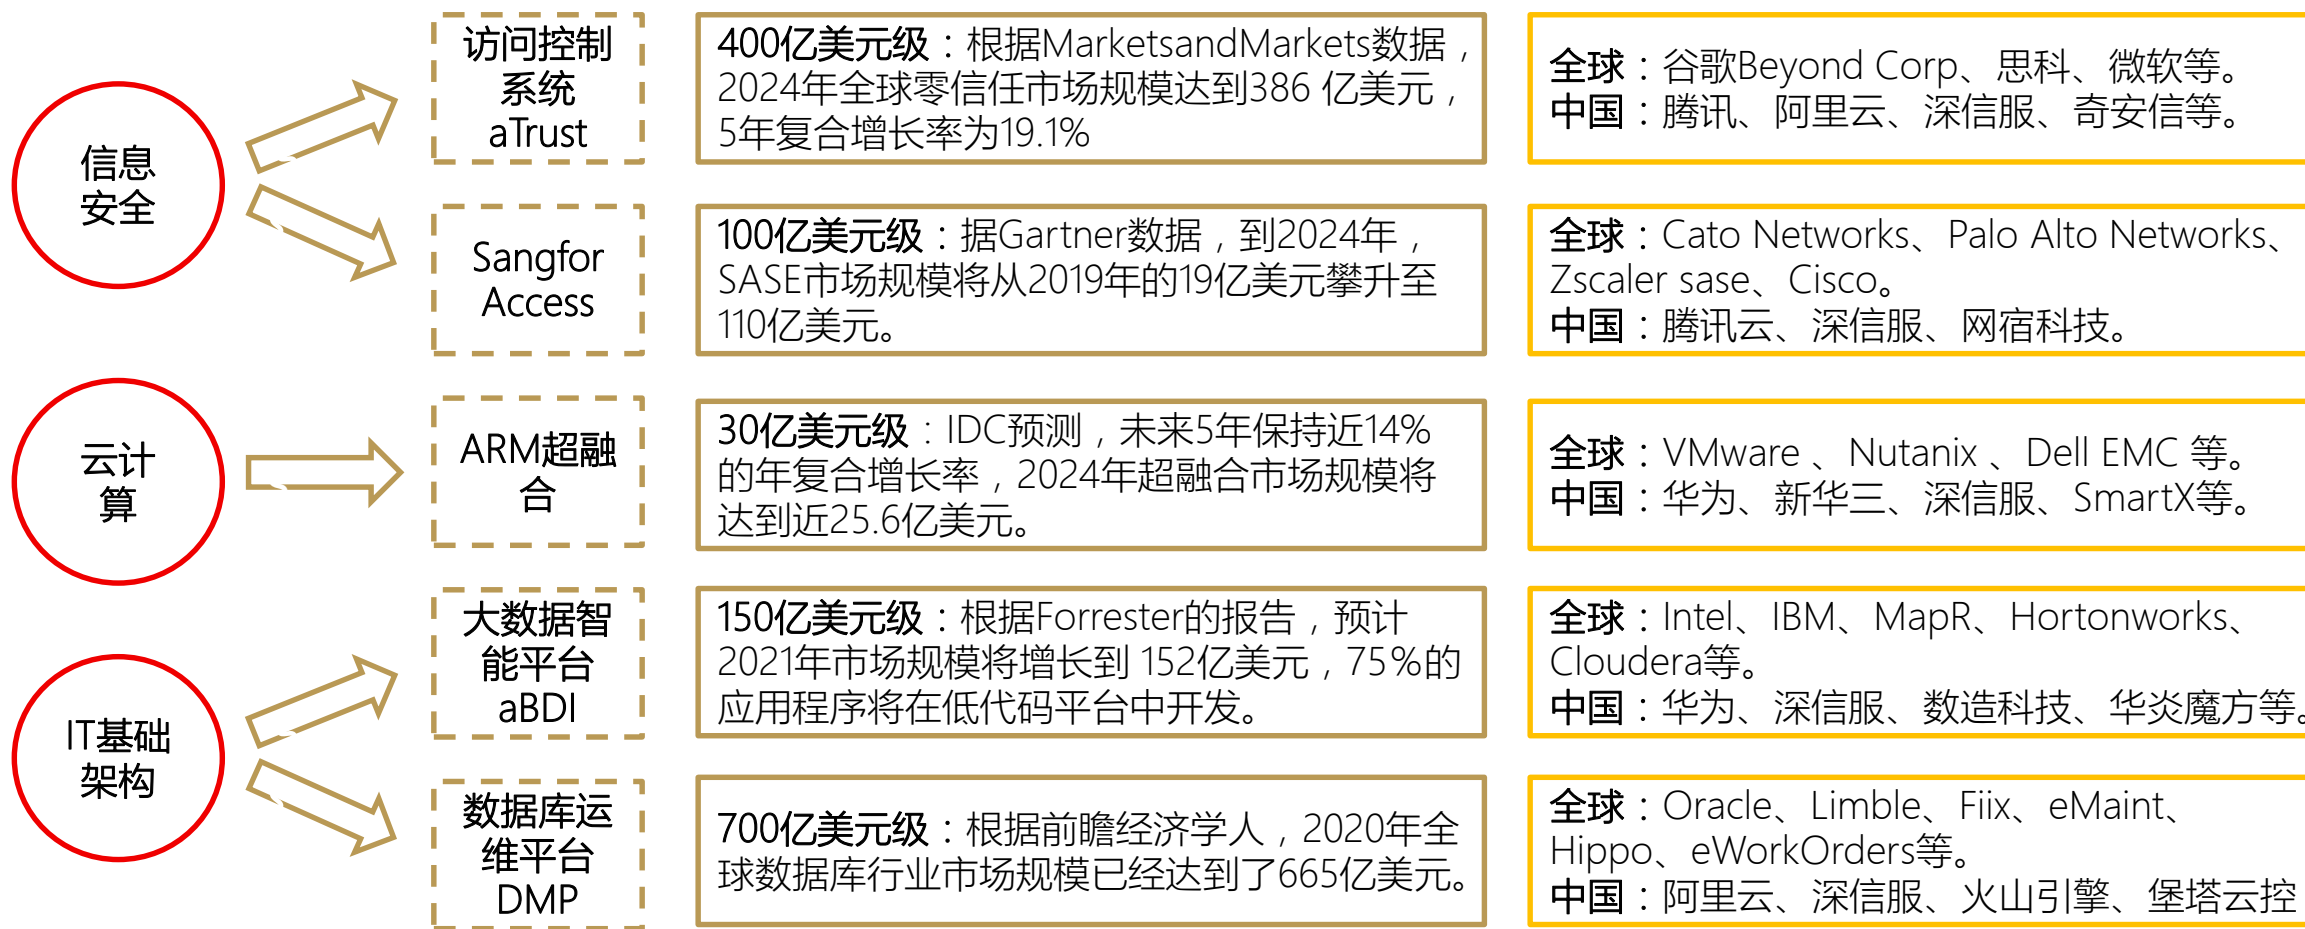 信息
安全
访问控制
系统
aTrust
400亿美元级：根据MarketsandMarkets数据，
2024年全球零信任市场规模达到386 亿美元，
5年复合增长率为19.1%
全球：谷歌Beyond Corp、思科、微软等。
中国：腾讯、阿里云、深信服、奇安信等。
Sangfor
Access
100亿美元级：据Gartner数据，到2024年，
SASE市场规模将从2019年的19亿美元攀升至
110亿美元。
全球：Cato Networks、Palo Alto Networks、
Zscaler sase、Cisco。
中国：腾讯云、深信服、网宿科技。
云计
算
ARM超融
合
30亿美元级：IDC预测，未来5年保持近14%
的年复合增长率，2024年超融合市场规模将
达到近25.6亿美元。
全球：VMware 、Nutanix 、Dell EMC 等。
中国：华为、新华三、深信服、SmartX等。
IT基础
架构
大数据智
能平台
aBDI
150亿美元级：根据Forrester的报告，预计
2021年市场规模将增长到 152亿美元，75%的
应用程序将在低代码平台中开发。
全球：Intel、IBM、MapR、Hortonworks、
Cloudera等。
中国：华为、深信服、数造科技、华炎魔方等。
数据库运
维平台
DMP
700亿美元级：根据前瞻经济学人，2020年全
球数据库行业市场规模已经达到了665亿美元。
全球：Oracle、Limble、Fiix、eMaint、
Hippo、eWorkOrders等。
中国：阿里云、深信服、火山引擎、堡塔云控